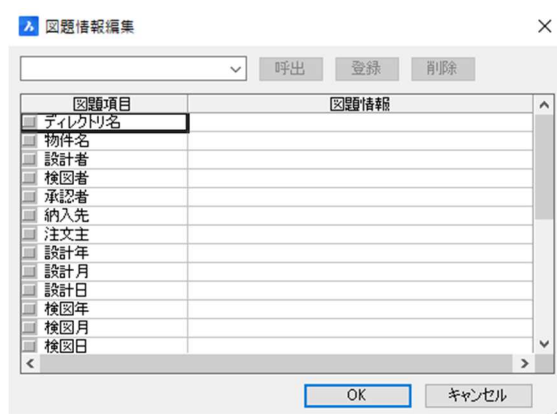 図題情報編集
呼出 登録 削除
図題項目 図題情報
ディレクトリ名
物件名
設計者
検図者
承認者
納入先
注文主
設計年
設計月
設計日
検図年
検図月
検図日
OK キャンセル